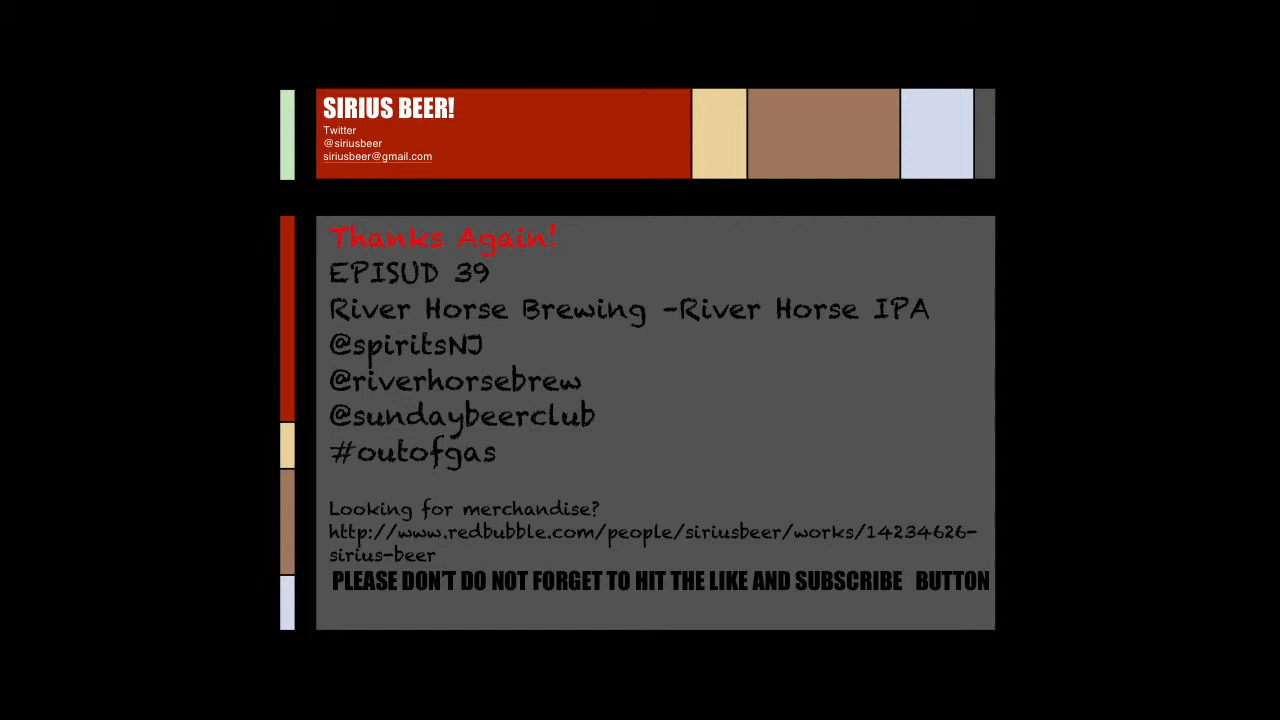 SIRIUS BEER!
Twitter
@siriusbeer
siriusbeer@gmail.com
Thanks Again!
EPISUD 39
River Horse Brewing -River Horse IPA
@spiritsNJ
@riverhorsebrew
@sundaybeerclub
#outofgas
Looking for merchandise?
http://www.redbubble.com/people/siriusbeer/works/14234626-
sirius-beer
PLEASE DON'T DO NOT FORGET TO HIT THE LIKE AND SUBSCRIBE BUTTON